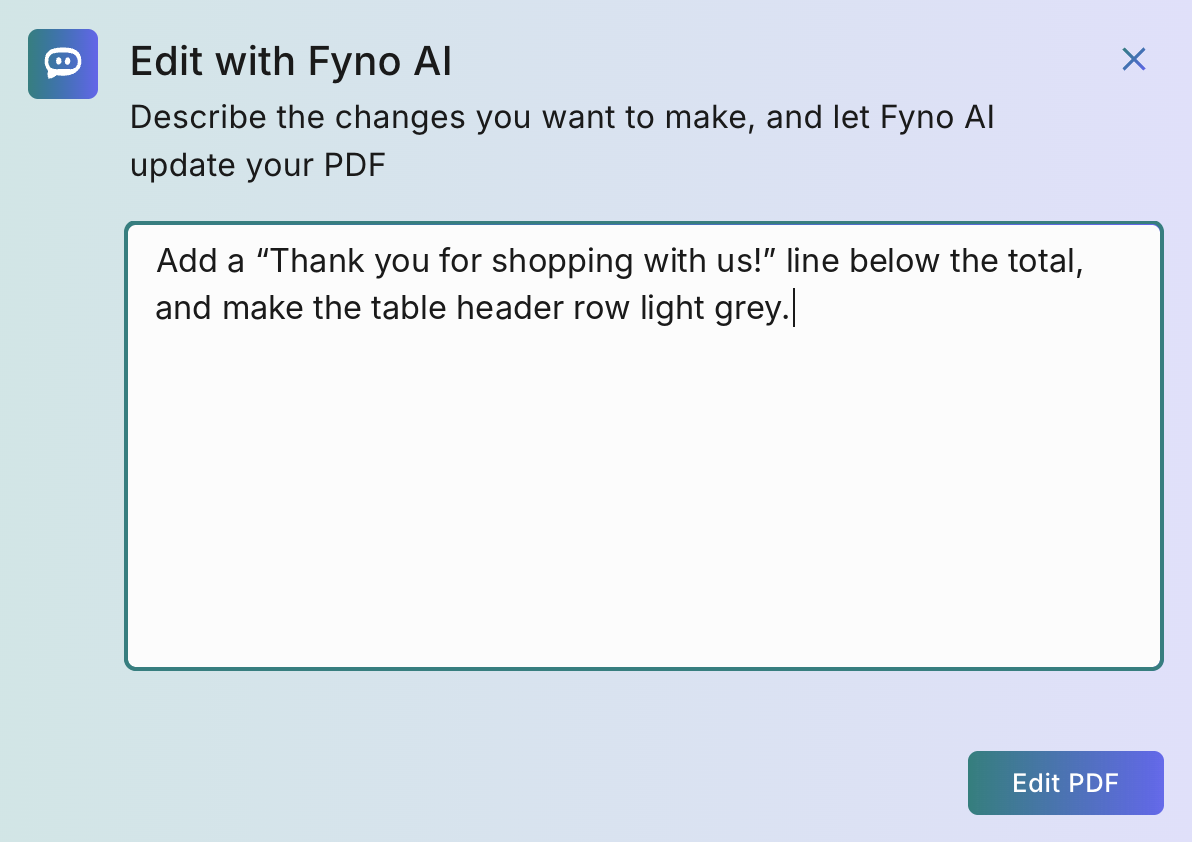 Edit with Fyno AI
Describe the changes you want to make, and let Fyno AI
update your PDF
Add a “Thank you for shopping with us!” line below the total,
and make the table header row light grey.
Edit PDF